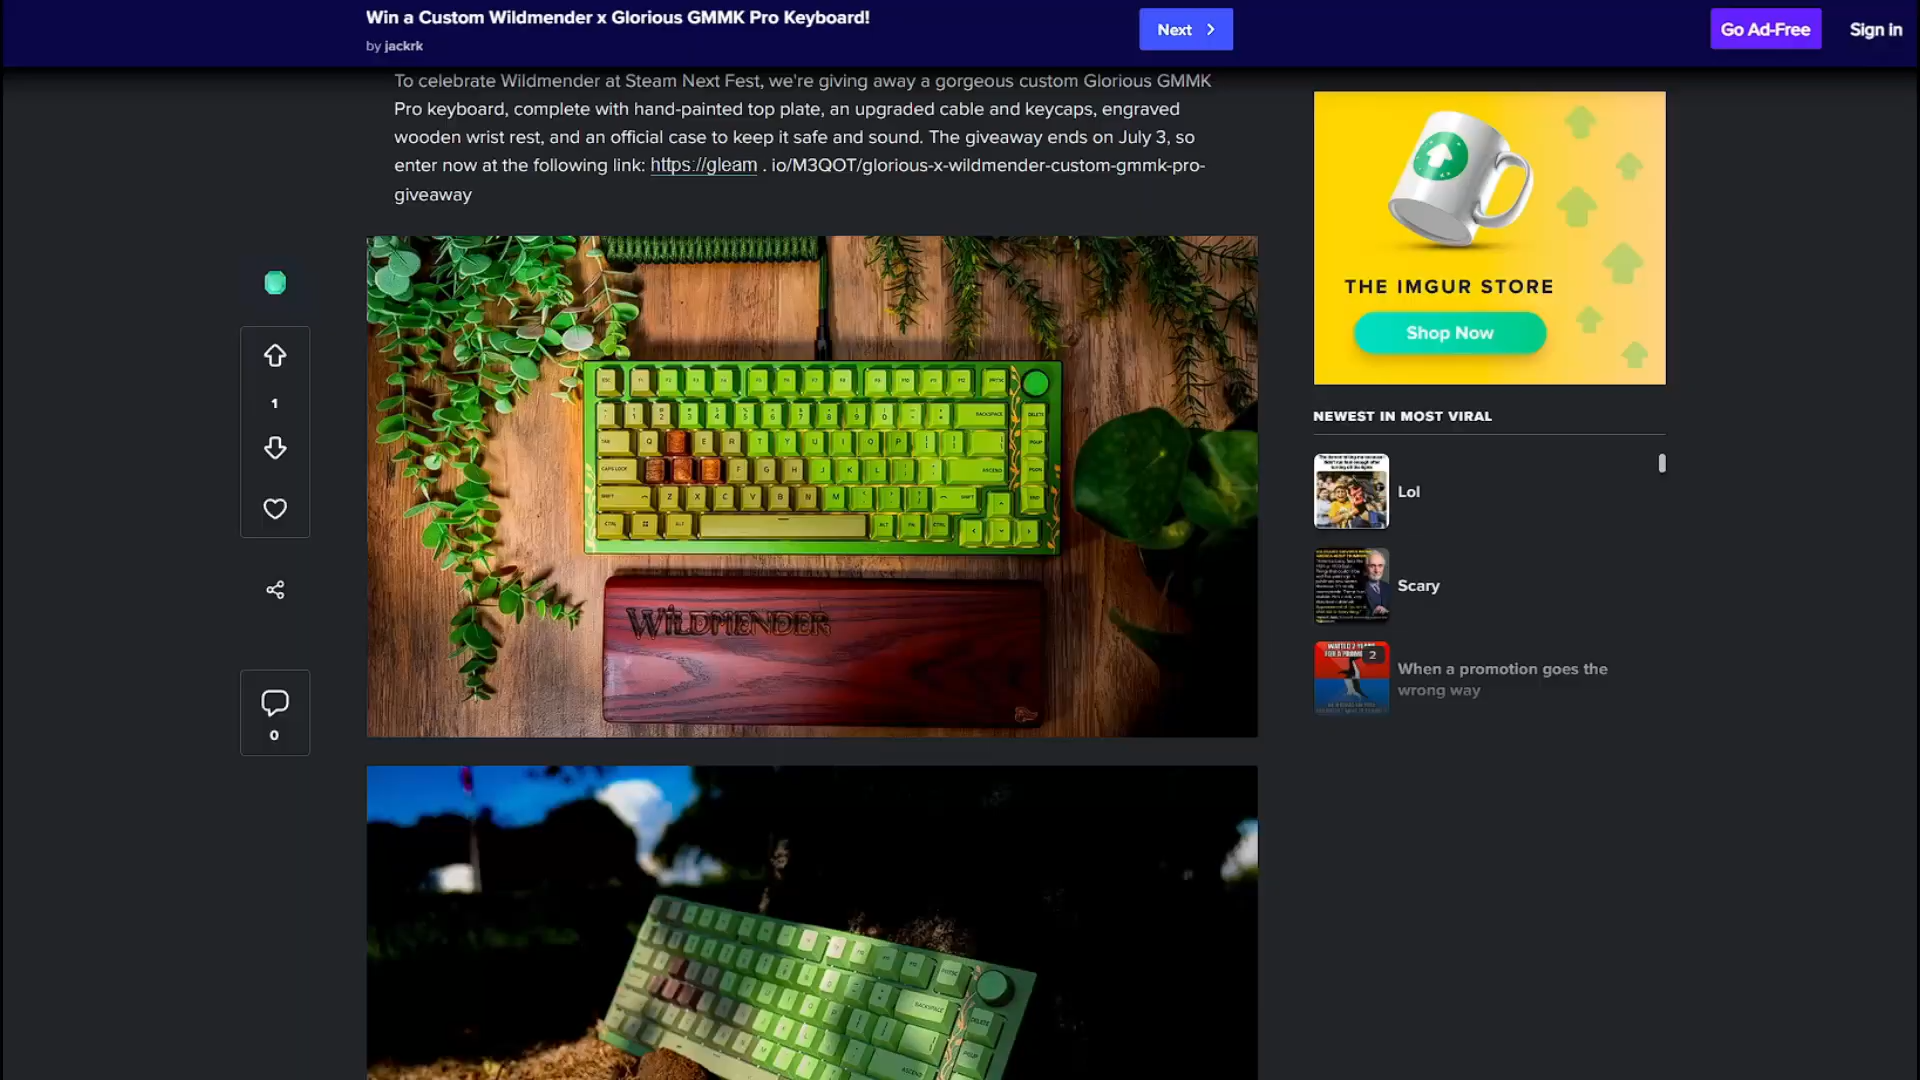 Win a Custom Wildmender x Glorious GMMK Pro Keyboard!
by jackrk
Next
Go Ad-Free
Sign in
To celebrate Wildmender at Steam Next Fest, we're giving away a gorgeous custom Glorious GMMK
Pro keyboard, complete with hand-painted top plate, an upgraded cable and keycaps, engraved
wooden wrist rest, and an official case to keep it safe and sound. The giveaway ends on July 3, so
enter now at the following link: https://gleam . io/M3QOT/glorious-x-wildmender-custom-gmmk-pro-
giveaway
1
0
WILDMENDER
THE IMGUR STORE
Shop Now
NEWEST IN MOST VIRAL
Lol
Scary
2
When a promotion goes the
wrong way